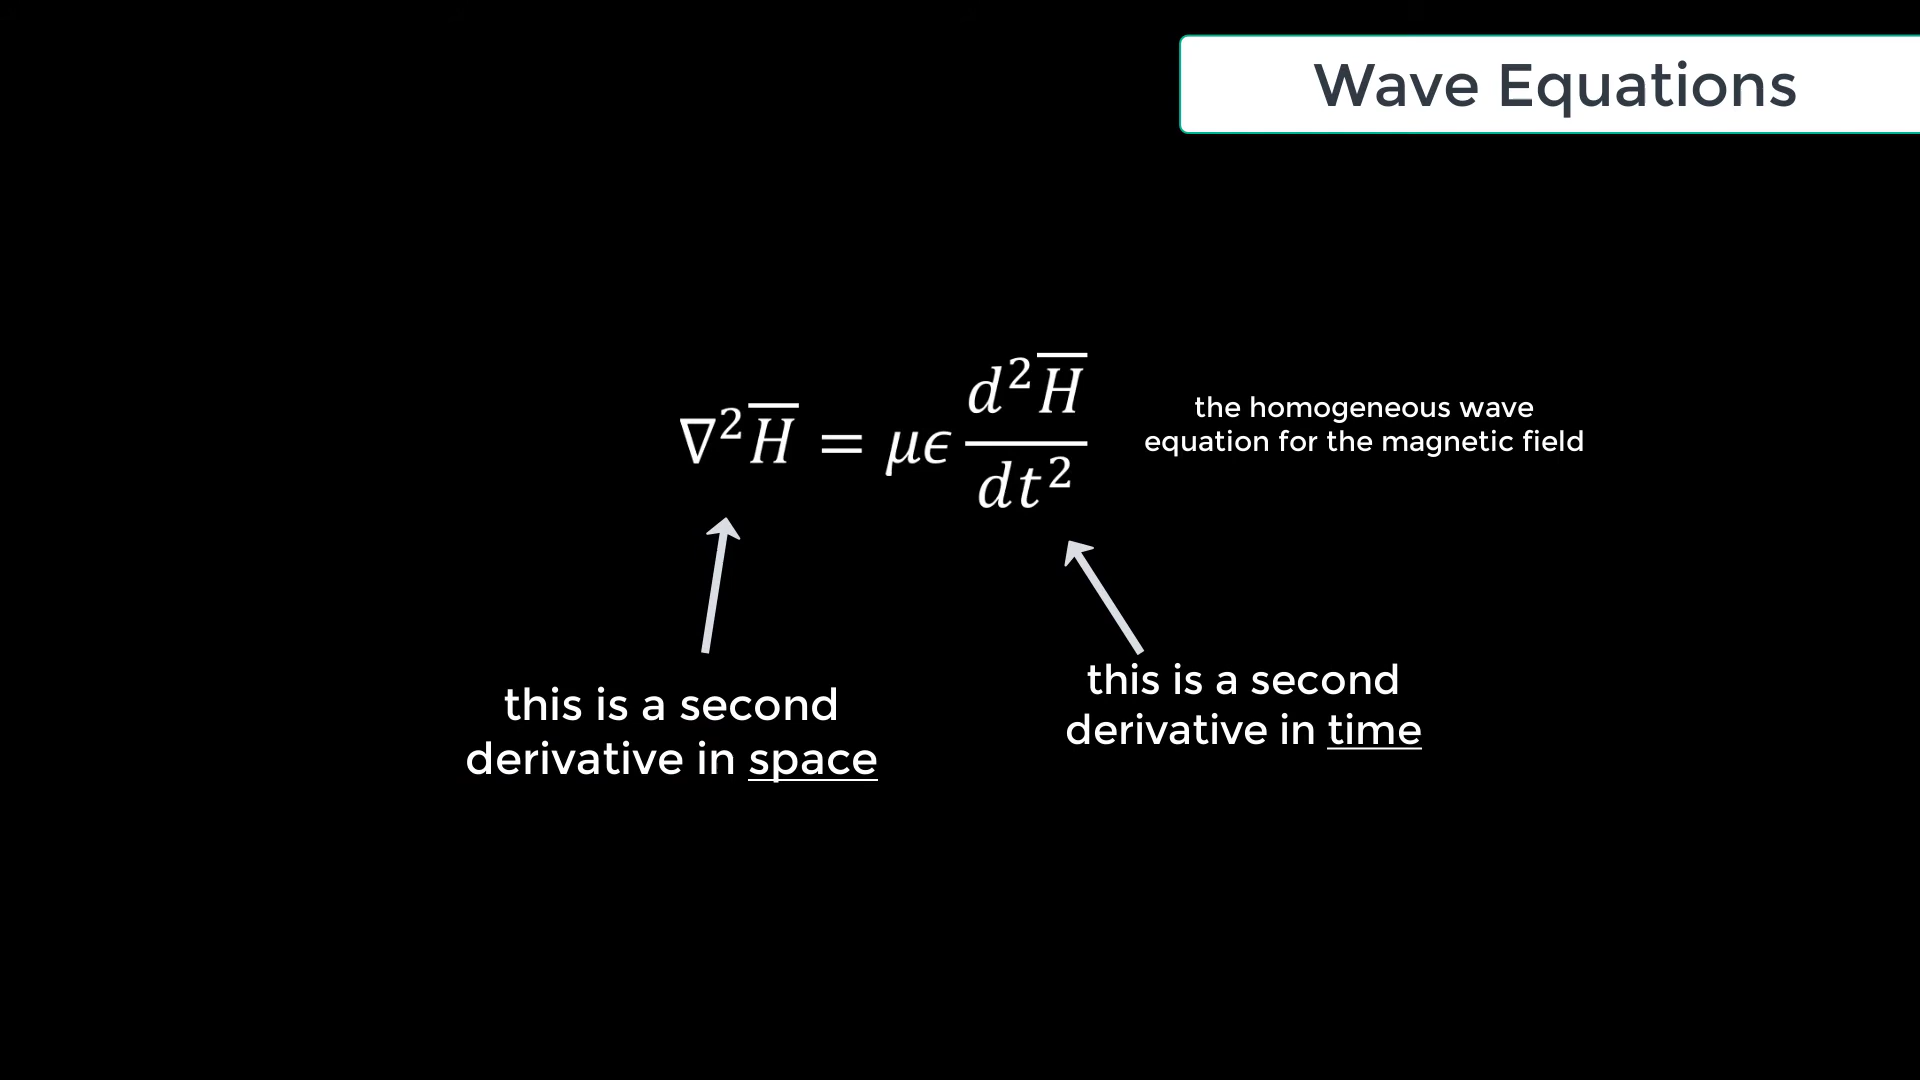 Wave Equations
∇²H̅ = μϵ d²H̅/dt²
the homogeneous wave
equation for the magnetic field
this is a second
derivative in space
this is a second
derivative in time